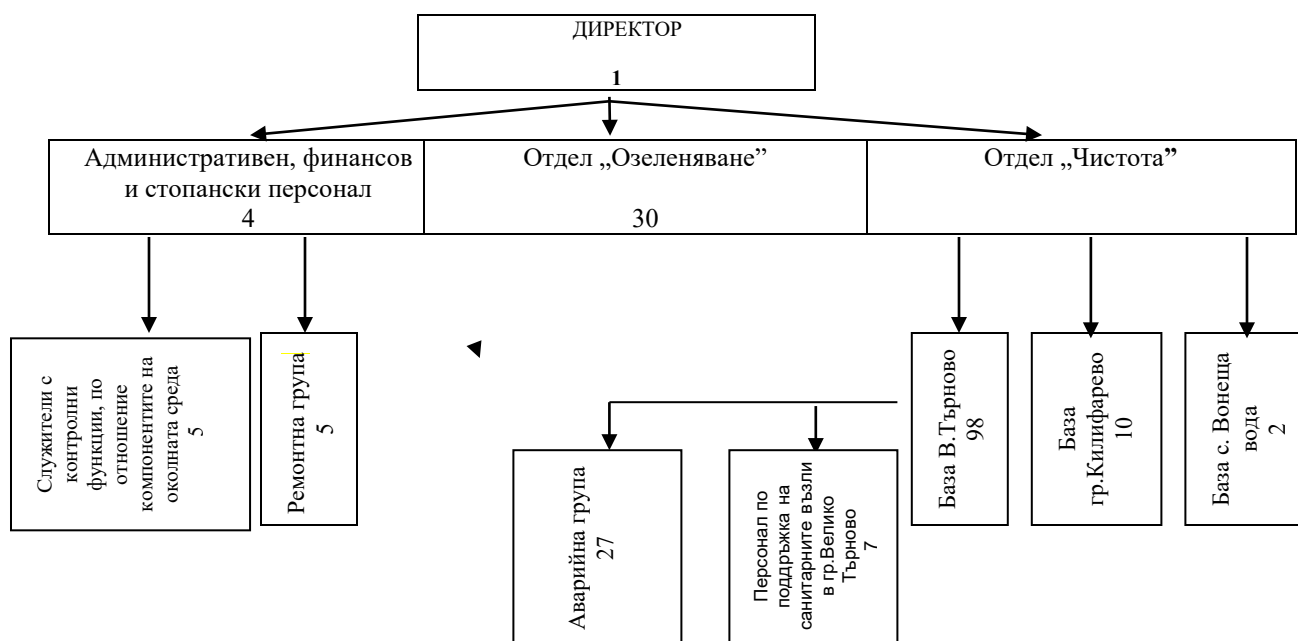 ДИРЕКТОР
1
Административен, финансов
и стопански персонал
4
Отдел „Озеленяване”
30
Отдел „Чистота”
Служители с
контролни
функции, по
отношение
компонентите на
околната среда
5
Ремонтна група
5
База В.Търново
98
База
гр.Килифарево
10
База с. Вонеща
вода
2
Аварийна група
27
Персонал по
поддръжка на
санитарните възли
в гр.Велико
Търново
7